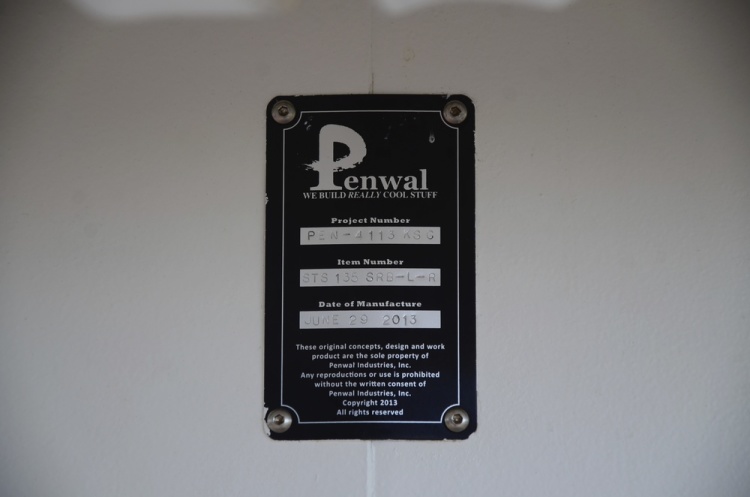 Penwal
WE BUILD REALLY COOL STUFF
Project Number
PEN-4113 KSC
Item Number
STS 135 SRB-L-R
Date of Manufacture
JUNE 29 2013
These original concepts, design and work
product are the sole property of
Penwal Industries, Inc.
Any reproductions or use is prohibited
without the written consent of
Penwal Industries, Inc.
Copyright 2013
All rights reserved